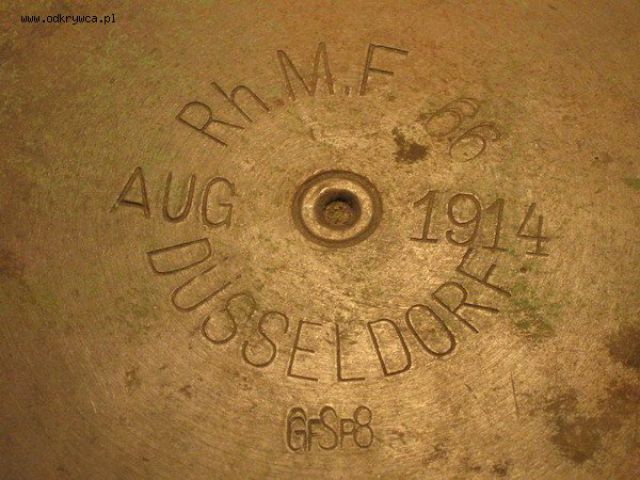 www.odkrywca.pl
Rh.M.F. 66
AUG 1914
DUSSELDORF
GFSP8